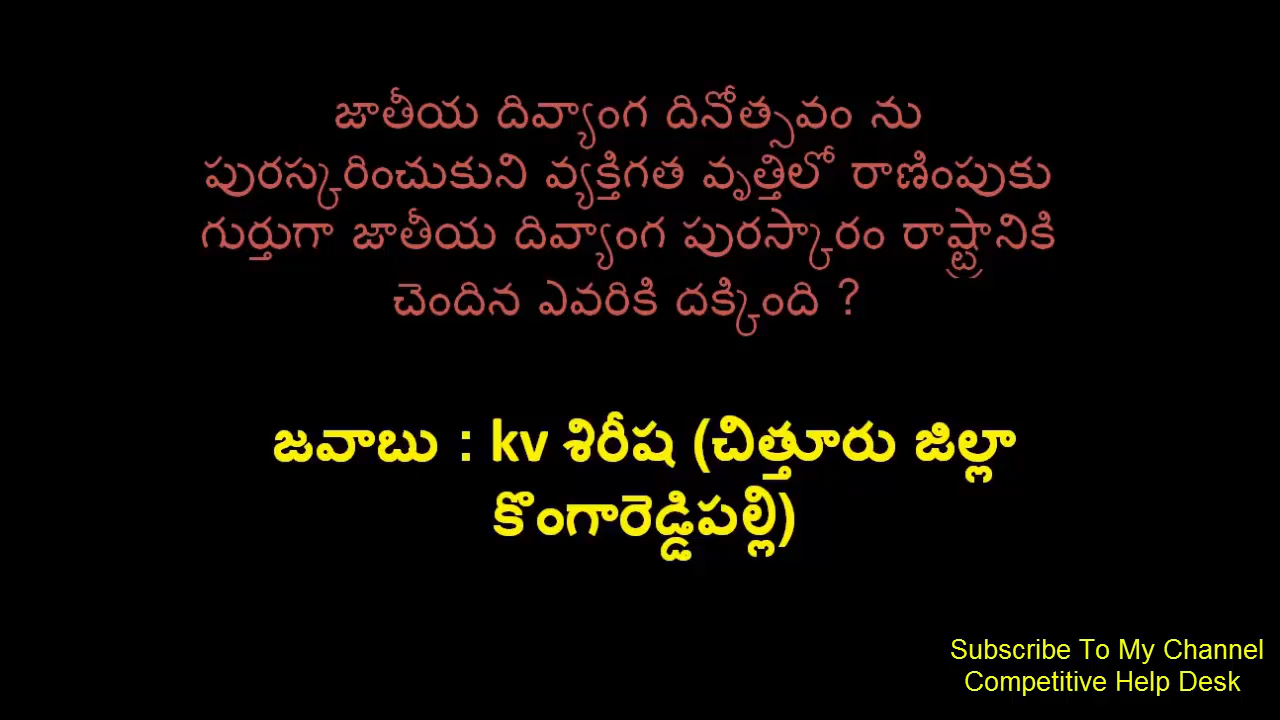 జాతీయ దివ్యాంగ దినోత్సవం ను
పురస్కరించుకుని వ్యక్తిగత వృత్తిలో రాణింపుకు
గుర్తుగా జాతీయ దివ్యాంగ పురస్కారం రాష్ట్రానికి
చెందిన ఎవరికి దక్కింది ?
జవాబు : kv శిరీష (చిత్తూరు జిల్లా
కొంగారెడ్డిపల్లి)
Subscribe To My Channel
Competitive Help Desk